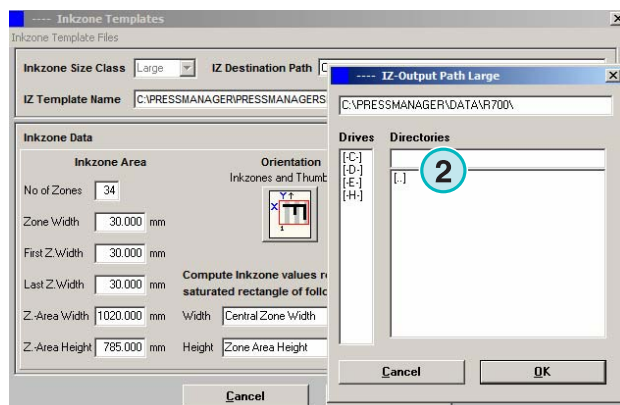 ---- Inkzone Templates
Inkzone Template Files
Inkzone Size Class Large IZ Destination Path C
IZ Template Name C:\PRESSMANAGER\PRESSMANAGERS
Inkzone Data
Inkzone Area
No of Zones 34
Zone Width 30.000 mm
First Z.Width 30.000 mm
Last Z.Width 30.000 mm
Z.-Area Width 1020.000 mm
Z.-Area Height 785.000 mm
Orientation
Inkzones and Thumb
Y
X
1
Compute Inkzone values r
saturated rectangle of follo
Width Central Zone Width
Height Zone Area Height
Cancel
---- IZ-Output Path Large
C:\PRESSMANAGER\DATA\R700\
Drives Directories
[-C-]
[-D-]
[-E-]
[-H-]
[..]
2
Cancel OK